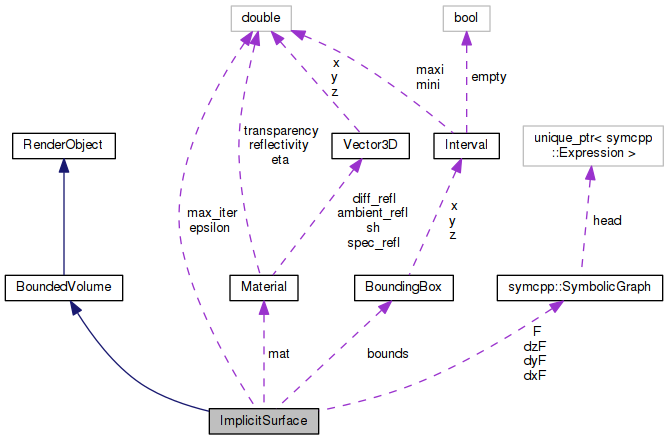 double
bool
x
y
z
maxi
mini
empty
transparency
reflectivity
eta
unique_ptr< symcpp
::Expression >
RenderObject
Vector3D
Interval
diff_refl
ambient_refl
sh
spec_refl
x
y
z
max_iter
epsilon
head
BoundedVolume
Material
BoundingBox
symcpp::SymbolicGraph
mat
bounds
F
dzF
dyF
dxF
ImplicitSurface